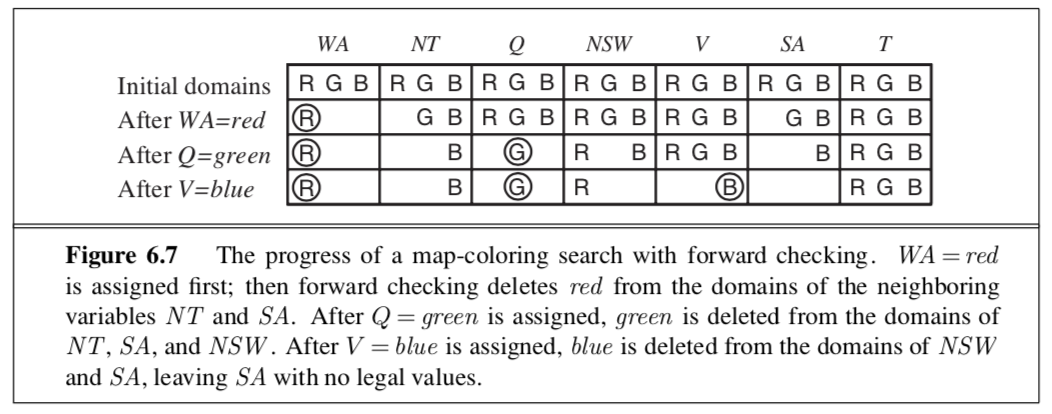 WA NT Q NSW V SA T
Initial domains R G B R G B R G B R G B R G B R G B R G B
After WA=red R G B R G B R G B R G B G B R G B
After Q=green R B G R B R G B B R G B
After V=blue R B G R B R G B
Figure 6.7 The progress of a map-coloring search with forward checking. WA = red
is assigned first; then forward checking deletes red from the domains of the neighboring
variables NT and SA. After Q = green is assigned, green is deleted from the domains of
NT, SA, and NSW. After V = blue is assigned, blue is deleted from the domains of NSW
and SA, leaving SA with no legal values.